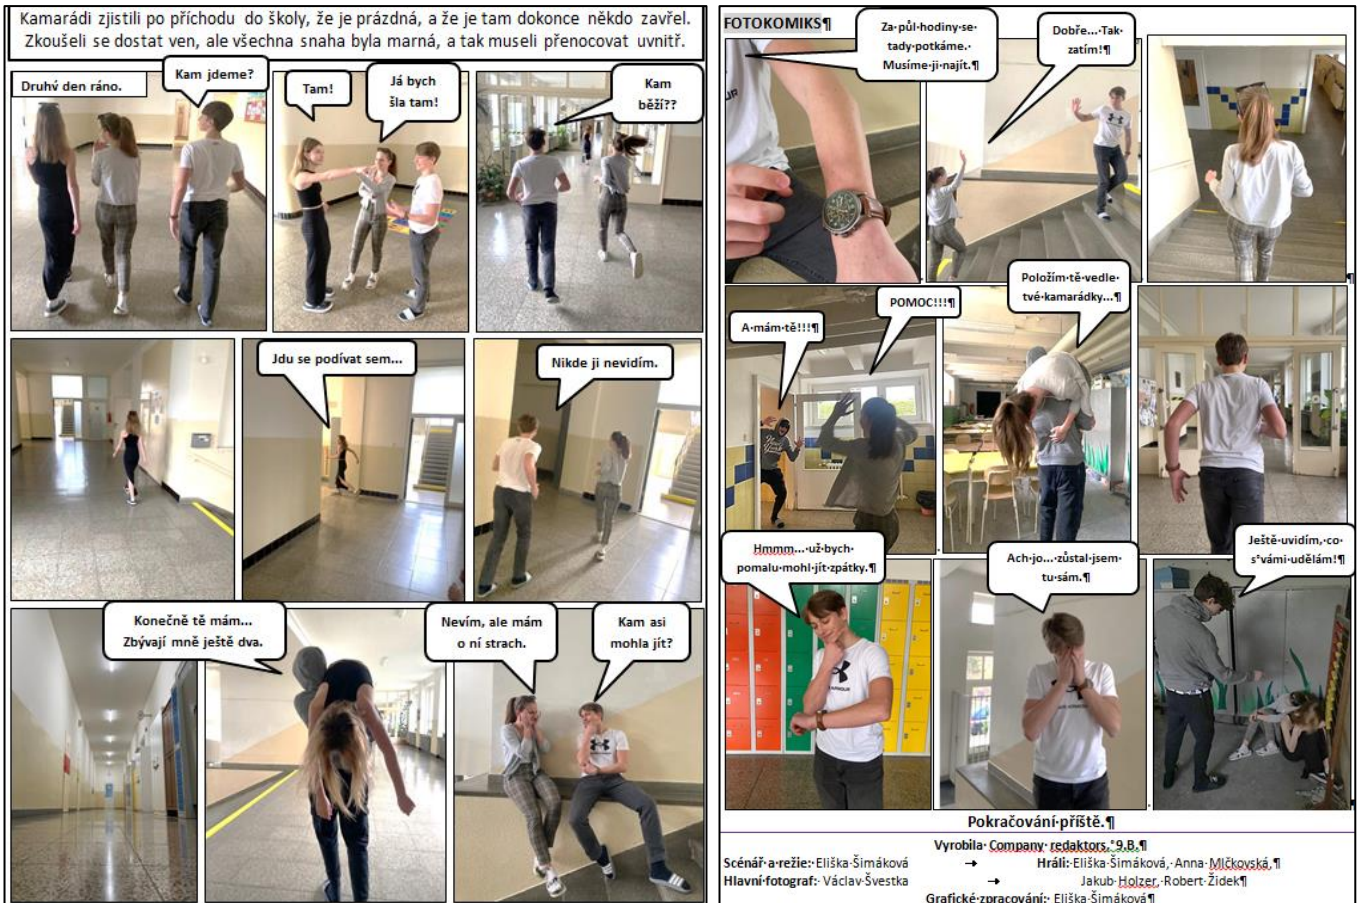 Kamarádi zjistili po příchodu do školy, že je prázdná, a že je tam dokonce někdo zavřel.
Zkoušeli se dostat ven, ale všechna snaha byla marná, a tak museli přenocovat uvnitř.
Druhý den ráno.
Kam jdeme?
Tam!
Já bych
šla tam!
Kam
běží??
Jdu se podívat sem...
Nikde ji nevidím.
Konečně tě mám...
Zbývají mně ještě dva.
Nevím, ale mám
o ní strach.
Kam asi
mohla jít?
FOTOKOMIKS¶
Za·půl·hodiny·se·
tady·potkáme.·
Musíme·ji·najít.¶
Dobře...·Tak·
zatím!¶
A·mám·tě!!!¶
POMOC!!!¶
Položím·tě·vedle·
tvé·kamarádky...¶
Hmmm...·už·bych·
pomalu·mohl·jít·zpátky.¶
Ach·jo...·zůstal·jsem·
tu·sám.¶
Ještě·uvidím,·co·
s°vámi·udělám!¶
Pokračování·příště.¶
Vyrobila·Company·redaktors,°9.B.¶
Scénář·a·režie:·Eliška·Šimáková → Hráli:·Eliška·Šimáková,·Anna·Mlčkovská,¶
Hlavní·fotograf:·Václav·Švestka → Jakub·Holzer,·Robert·Židek¶
Grafické·zpracování:·Eliška·Šimáková¶